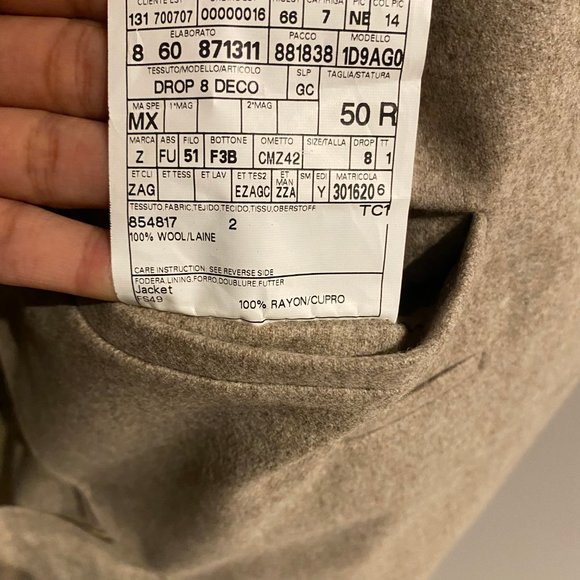 131 700707 00000016 66 7 NE 14
ELABORATO PACCO MODELLO
8 60 871311 881838 1D9AG0
TESSUTO/MODELLO/ARTICOLO SLP TAGLIA/STATURA
DROP 8 DECO GC
MA SPE 1°MAG 2°MAG 50 R
MX
MARCA ABS FILO BOTTONE OMETTO SIZE/TALLA DROP TT
Z FU 51 F3B CMZ42 8 1
ET CLI ET TESS ET LAV ET TES2 ET MAN SM EDI MATRICOLA
ZAG EZAGC ZZA Y 301620 6
TESSUTO,FABRIC,TEJIDO,TECIDO,TISSU,OBERSTOFF TC1
854817 2
100% WOOL/LAINE
CARE INSTRUCTION: SEE REVERSE SIDE
FODERA,LINING,FORRO,DOUBLURE,FUTTER
Jacket
FS49 100% RAYON/CUPRO